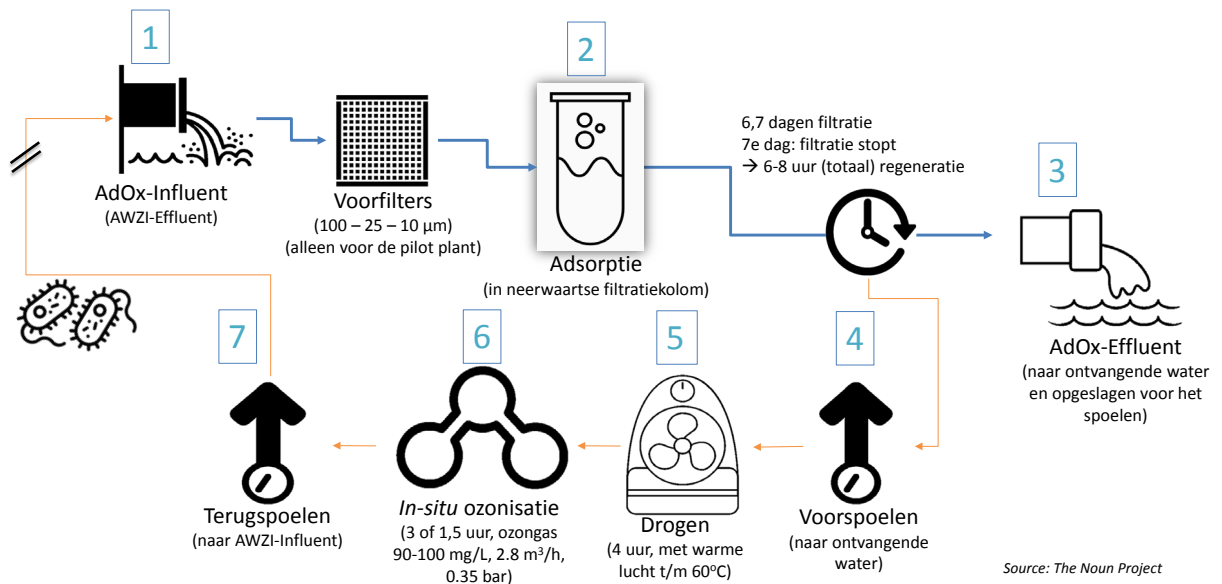 1
AdOx-Influent
(AWZI-Effluent)
Voorfilters
(100 – 25 – 10 µm)
(alleen voor de pilot plant)
2
Adsorptie
(in neerwaartse filtratiekolom)
6,7 dagen filtratie
7e dag: filtratie stopt
→ 6-8 uur (totaal) regeneratie
3
AdOx-Effluent
(naar ontvangende water
en opgeslagen voor het
spoelen)
4
Voorspoelen
(naar ontvangende
water)
5
Drogen
(4 uur, met warme
lucht t/m 60°C)
6
In-situ ozonisatie
(3 of 1,5 uur, ozongas
90-100 mg/L, 2.8 m³/h,
0.35 bar)
7
Terugspoelen
(naar AWZI-Influent)
Source: The Noun Project